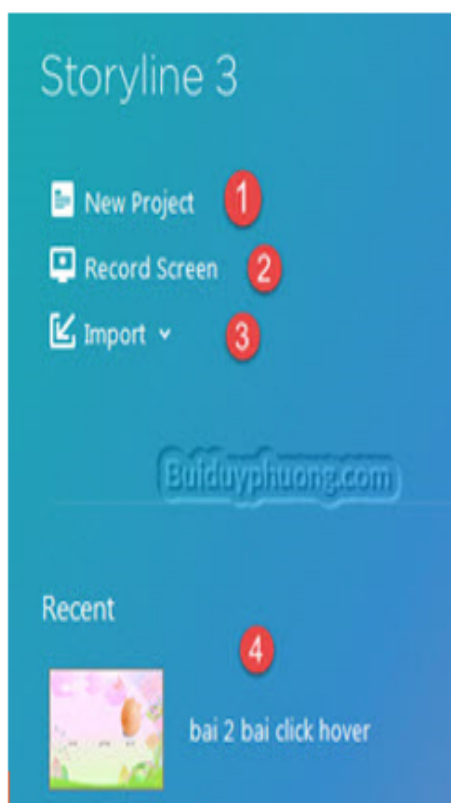 Storyline 3
New Project 1
Record Screen 2
Import 3
Buiduyphuong.com
Recent
4
bai 2 bai click hover